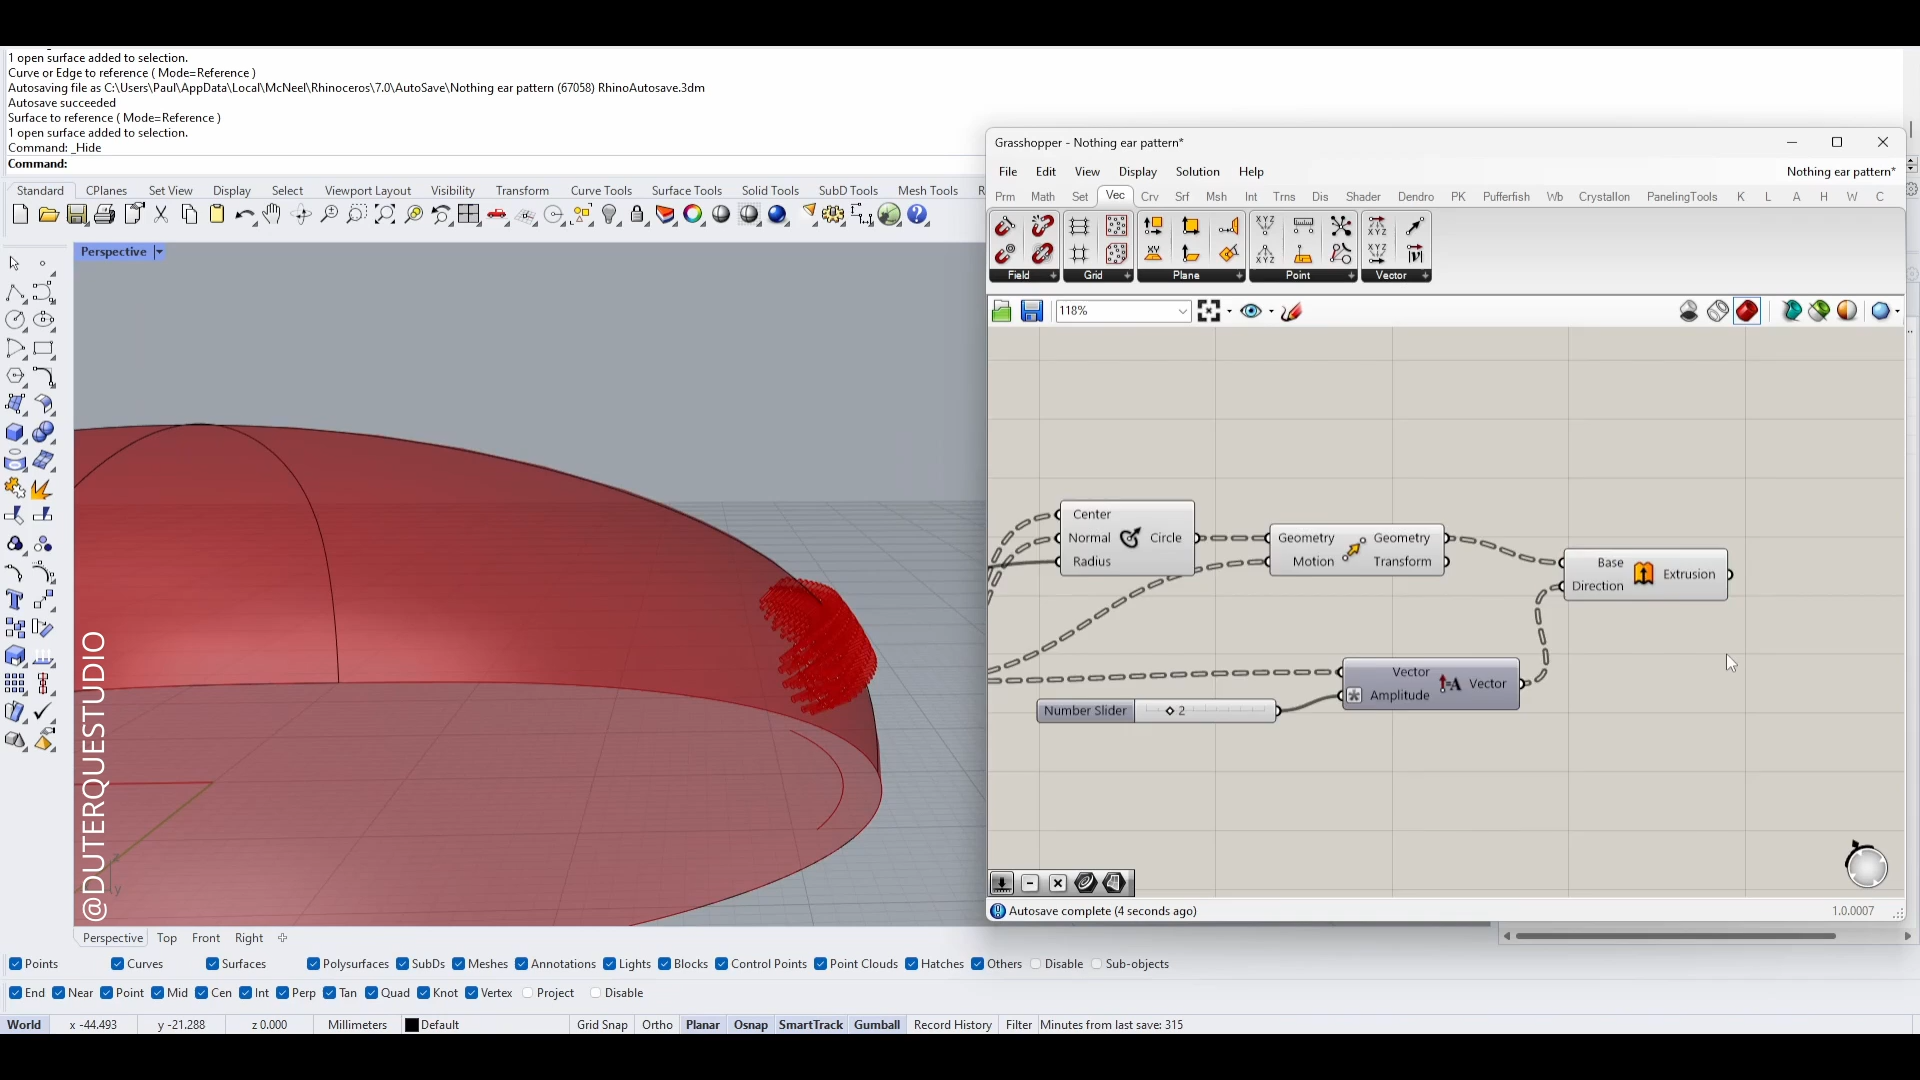 1 open surface added to selection.
Curve or Edge to reference ( Mode=Reference )
Autosaving file as C:\Users\Paul\AppData\Local\McNeel\Rhinoceros\7.0\AutoSave\Nothing ear pattern (67058) RhinoAutosave.3dm
Autosave succeeded
Surface to reference ( Mode=Reference )
1 open surface added to selection.
Command: _Hide
Command:
Standard CPlanes Set View Display Select Viewport Layout Visibility Transform Curve Tools Surface Tools Solid Tools SubD Tools Mesh Tools R
Perspective
@DUTERQUESTUDIO
z
y
Grasshopper - Nothing ear pattern*
File Edit View Display Solution Help Nothing ear pattern*
Prm Math Set Vec Crv Srf Msh Int Trns Dis Shader Dendro PK Pufferfish Wb Crystallon PanelingTools K L A H W C
Field Grid Plane Point Vector
118%
Center
Normal Circle
Radius
Geometry Geometry
Motion Transform
Base
Direction Extrusion
Vector
Amplitude Vector
Number Slider 2
Autosave complete (4 seconds ago) 1.0.0007
Perspective Top Front Right
Points Curves Surfaces Polysurfaces SubDs Meshes Annotations Lights Blocks Control Points Point Clouds Hatches Others Disable Sub-objects
End Near Point Mid Cen Int Perp Tan Quad Knot Vertex Project Disable
World x -44.493 y -21.288 z 0.000 Millimeters Default Grid Snap Ortho Planar Osnap SmartTrack Gumball Record History Filter Minutes from last save: 315